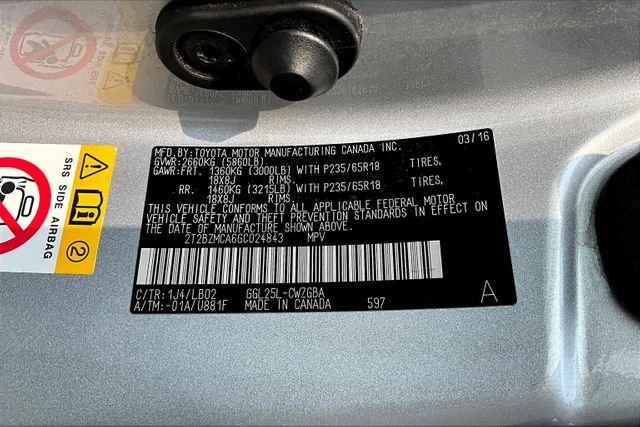 MFD.BY:TOYOTA MOTOR MANUFACTURING CANADA INC. 03/16
GVWR:2660KG (5860LB)
GAWR:FRT. 1360KG (3000LB) WITH P235/65R18 TIRES,
18X8J RIMS.
RR. 1460KG (3215LB) WITH P235/65R18 TIRES,
18X8J RIMS.
THIS VEHICLE CONFORMS TO ALL APPLICABLE FEDERAL MOTOR
VEHICLE SAFETY AND THEFT PREVENTION STANDARDS IN EFFECT ON
THE DATE OF MANUFACTURE SHOWN ABOVE.
2T2BZMCA6GC024843 MPV
C/TR:1J4/LB02 GGL25L-CWZGBA
A/TM:-01A/U881F MADE IN CANADA 597 A
SRS SIDE AIRBAG
2